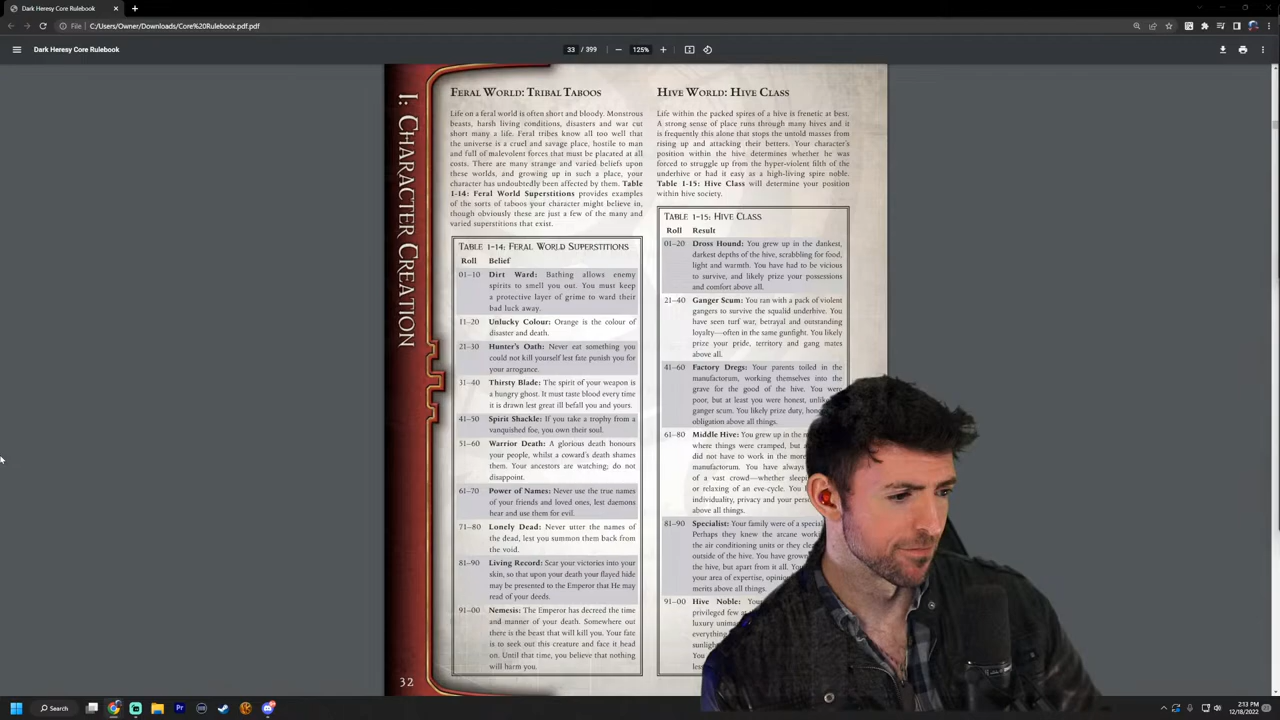 Dark Heresy Core Rulebook
File
C:/Users/Owner/Downloads/Core%20Rulebook.pdf.pdf
Dark Heresy Core Rulebook
33 / 399
125%
I: Character Creation
Feral World: Tribal Taboos
Life on a feral world is often short and bloody. Monstrous
beasts, harsh living conditions, disasters and war cut
short many a life. Feral tribes know all too well that
the universe is a cruel and savage place, hostile to man
and full of malevolent forces that must be placated at all
costs. There are many strange and varied beliefs upon
these worlds, and growing up in such a place, your
character has undoubtedly been affected by them. Table
1-14: Feral World Superstitions provides examples
of the sorts of taboos your character might believe in,
though obviously these are just a few of the many and
varied superstitions that exist.
Table 1-14: Feral World Superstitions
Roll Belief
01–10 Dirt Ward: Bathing allows enemy
spirits to smell you out. You must keep
a protective layer of grime to ward their
bad luck away.
11–20 Unlucky Colour: Orange is the colour of
disaster and death.
21–30 Hunter's Oath: Never eat something you
could not kill yourself lest fate punish you for
your arrogance.
31–40 Thirsty Blade: The spirit of your weapon is
a hungry ghost. It must taste blood every time
it is drawn lest great ill befall you and yours.
41–50 Spirit Shackle: If you take a trophy from a
vanquished foe, you own their soul.
51–60 Warrior Death: A glorious death honours
your people, whilst a coward's death shames
them. Your ancestors are watching; do not
disappoint.
61–70 Power of Names: Never use the true names
of your friends and loved ones, lest daemons
hear and use them for evil.
71–80 Lonely Dead: Never utter the names of
the dead, lest you summon them back from
the void.
81–90 Living Record: Scar your victories into your
skin, so that upon your death your flayed hide
may be presented to the Emperor that He may
read of your deeds.
91–00 Nemesis: The Emperor has decreed the time
and manner of your death. Somewhere out
there is the beast that will kill you. Your fate
is to seek out this creature and face it head
on. Until that time, you believe that nothing
will harm you.
32
Hive World: Hive Class
Life within the packed spires of a hive is frenetic at best.
A strong sense of place runs through many hives and it
is frequently this alone that stops the untold masses from
rising up and attacking their betters. Your character's
position within the hive determines whether he was
forced to struggle up from the hyper-violent filth of the
underhive or had it easy as a high-living spire noble.
Table 1-15: Hive Class will determine your position
within hive society.
Table 1-15: Hive Class
Roll Result
01–20 Dross Hound: You grew up in the dankest,
darkest depths of the hive, scrabbling for food,
light and warmth. You have had to be vicious
to survive, and likely prize your possessions
and comfort above all.
21–40 Ganger Scum: You ran with a pack of violent
gangers to survive the squalid underhive. You
have seen turf war, betrayal and outstanding
loyalty—often in the same gunfight. You likely
prize your pride, territory and gang mates
above all.
41–60 Factory Dregs: Your parents toiled in the
manufactorum, working themselves into the
grave for the good of the hive. You were
poor, but at least you were honest, unlik
ganger scum. You likely prize duty, hon
obligation above all things.
61–80 Middle Hive: You grew up in the
where things were cramped, but
did not have to work in the more
manufactorum. You have always
of a vast crowd—whether sleep
or relaxing of an eve-cycle. You
individuality, privacy and your pers
above all things.
81–90 Specialist: Your family were of a special
Perhaps they knew the arcane work
the air conditioning units or they cle
outside of the hive. You have grown
the hive, but apart from it all. You
your area of expertise, opinion
merits above all things.
91–00 Hive Noble: You
privileged few at
luxury unima
everything
sunlight
You
les
Search
2:13 PM
12/18/2022